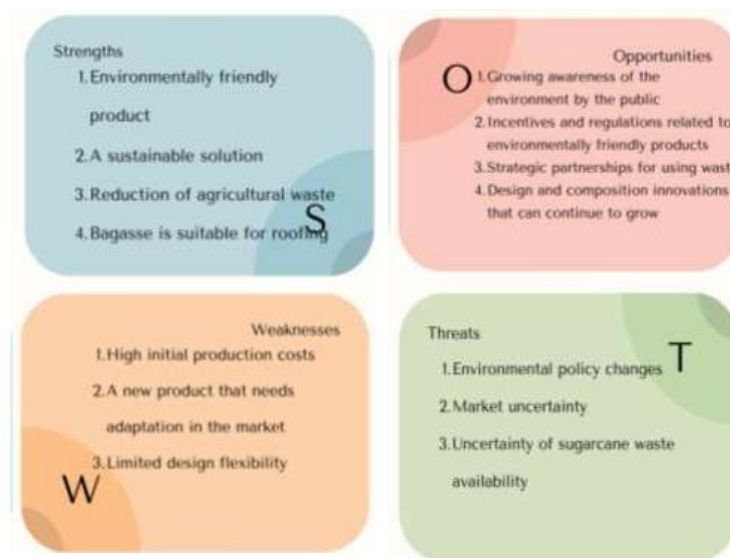 Strengths
1. Environmentally friendly
product
2. A sustainable solution
3. Reduction of agricultural waste
4. Bagasse is suitable for roofing
S
Opportunities
O
1. Growing awareness of the
environment by the public
2. Incentives and regulations related to
environmentally friendly products
3. Strategic partnerships for using wast
4. Design and composition innovations
that can continue to grow
Weaknesses
1. High initial production costs
2. A new product that needs
adaptation in the market
3. Limited design flexibility
W
Threats
T
1. Environmental policy changes
2. Market uncertainty
3. Uncertainty of sugarcane waste
availability